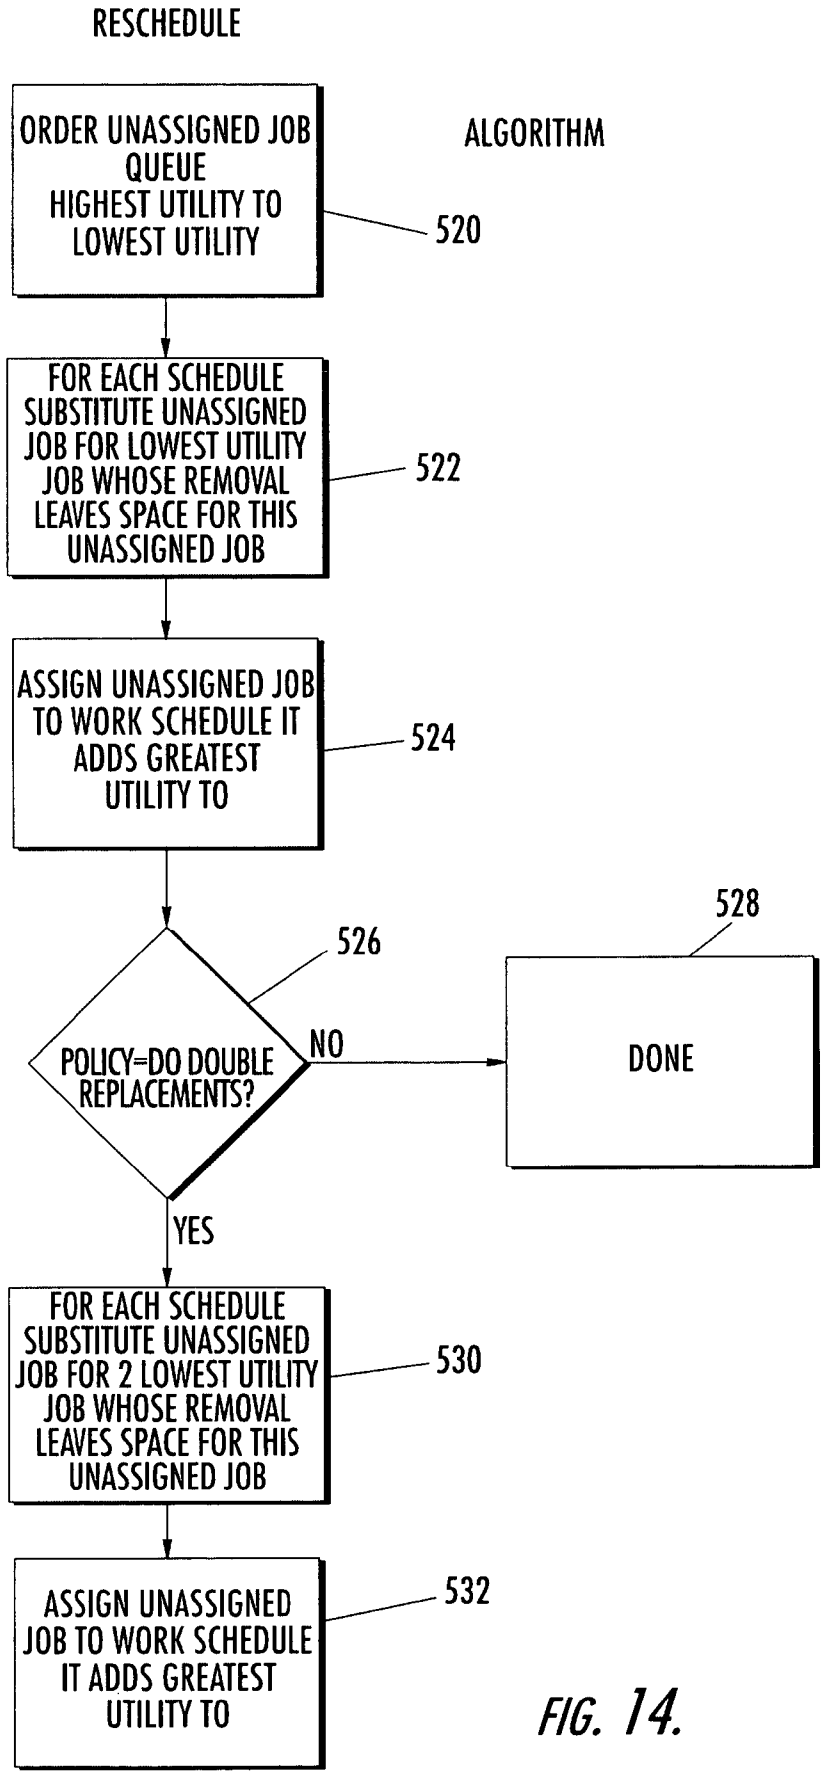 RESCHEDULE
ALGORITHM
ORDER UNASSIGNED JOB
QUEUE
HIGHEST UTILITY TO
LOWEST UTILITY
520
FOR EACH SCHEDULE
SUBSTITUTE UNASSIGNED
JOB FOR LOWEST UTILITY
JOB WHOSE REMOVAL
LEAVES SPACE FOR THIS
UNASSIGNED JOB
522
ASSIGN UNASSIGNED JOB
TO WORK SCHEDULE IT
ADDS GREATEST
UTILITY TO
524
526
POLICY=DO DOUBLE
REPLACEMENTS?
NO
528
DONE
YES
FOR EACH SCHEDULE
SUBSTITUTE UNASSIGNED
JOB FOR 2 LOWEST UTILITY
JOB WHOSE REMOVAL
LEAVES SPACE FOR THIS
UNASSIGNED JOB
530
ASSIGN UNASSIGNED
JOB TO WORK SCHEDULE
IT ADDS GREATEST
UTILITY TO
532
FIG. 14.